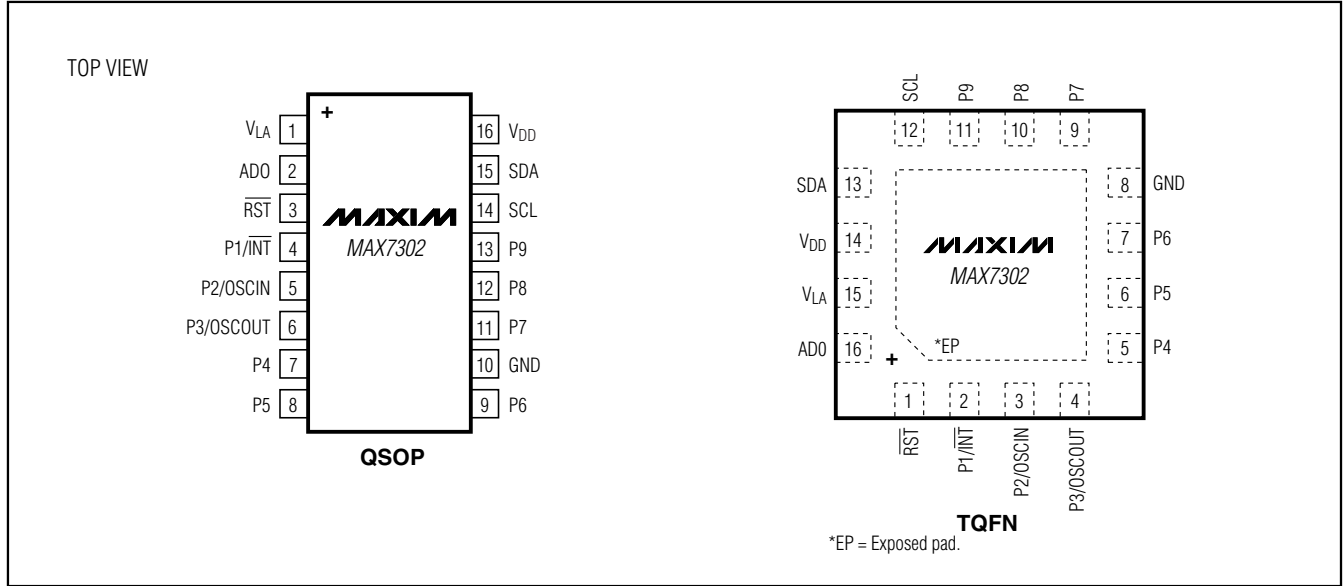 TOP VIEW
+
MAXIM
MAX7302
VLA 1
AD0 2
RST 3
P1/INT 4
P2/OSCIN 5
P3/OSCOUT 6
P4 7
P5 8
16 VDD
15 SDA
14 SCL
13 P9
12 P8
11 P7
10 GND
9 P6
QSOP
SCL P9 P8 P7
12 11 10 9
SDA 13
VDD 14
VLA 15
AD0 16
8 GND
7 P6
6 P5
5 P4
MAXIM
MAX7302
*EP
+
1 2 3 4
RST P1/INT P2/OSCIN P3/OSCOUT
TQFN
*EP = Exposed pad.